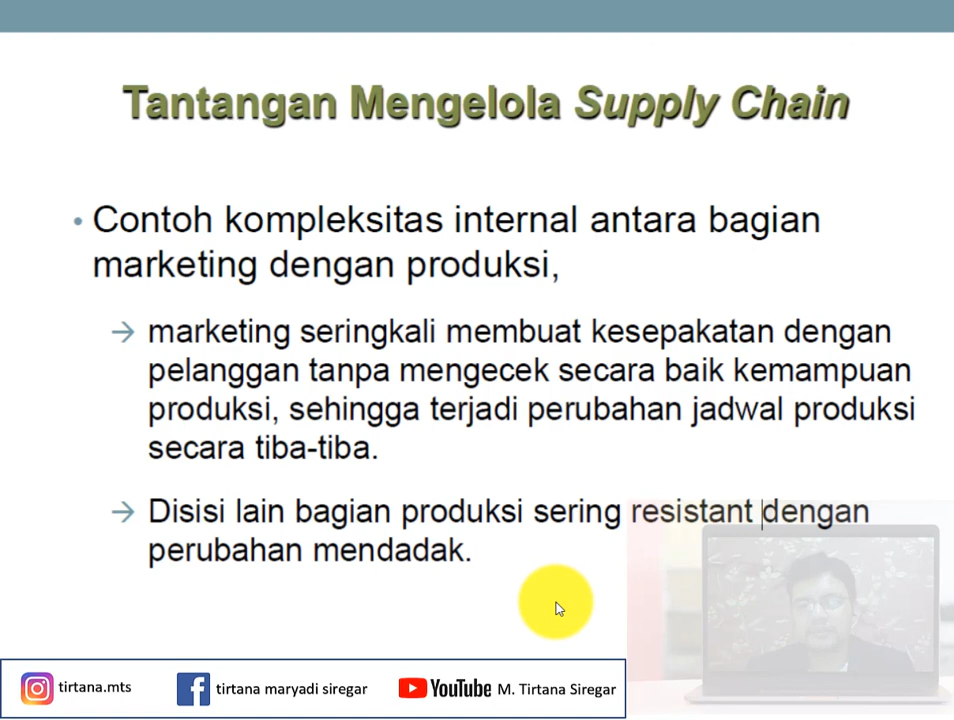 Tantangan Mengelola Supply Chain
• Contoh kompleksitas internal antara bagian
marketing dengan produksi,
→ marketing seringkali membuat kesepakatan dengan
pelanggan tanpa mengecek secara baik kemampuan
produksi, sehingga terjadi perubahan jadwal produksi
secara tiba-tiba.
→ Disisi lain bagian produksi sering resistant dengan
perubahan mendadak.
tirtana.mts
tirtana maryadi siregar
YouTube M. Tirtana Siregar